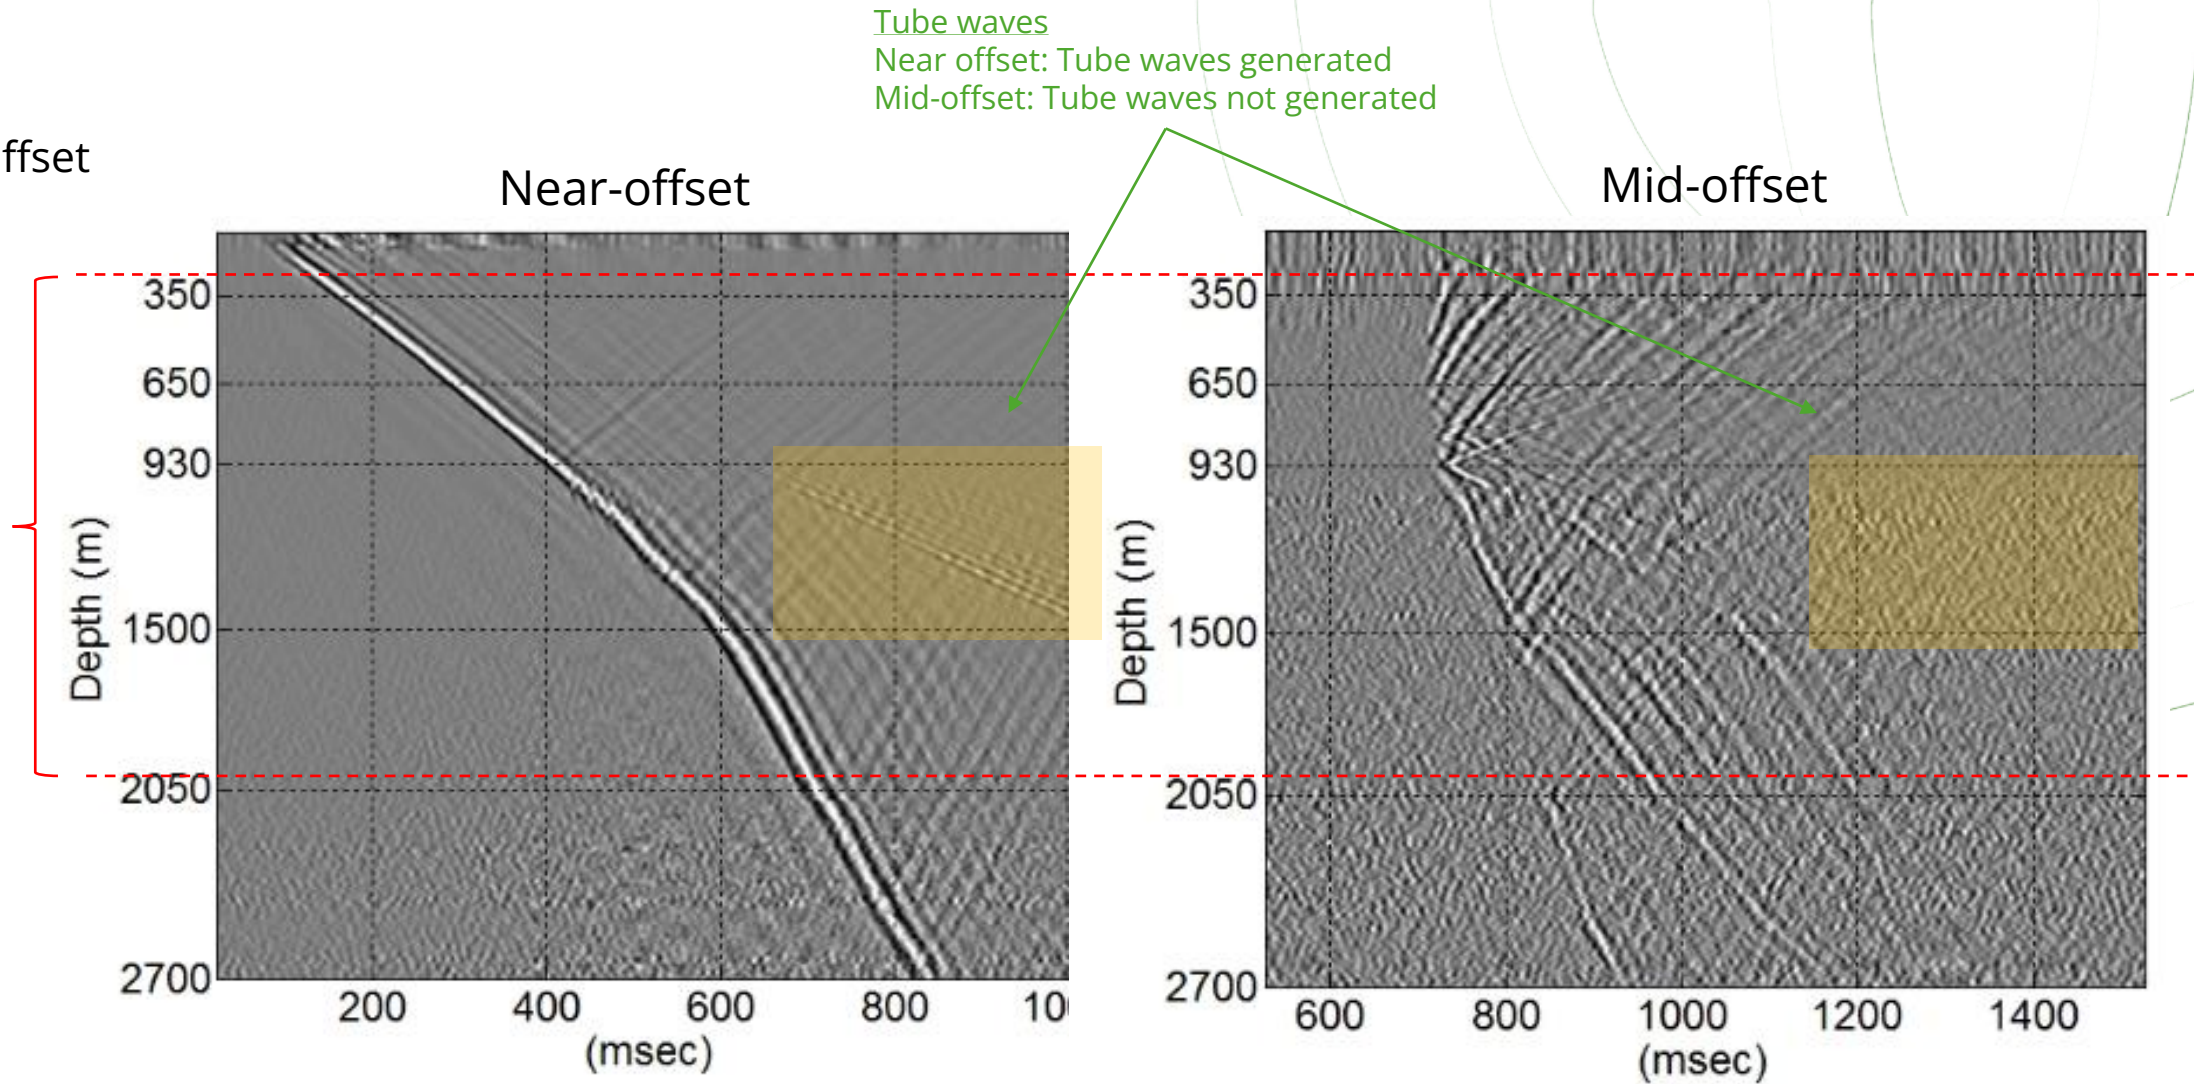 Tube waves
Near offset: Tube waves generated
Mid-offset: Tube waves not generated
ffset
Near-offset
Mid-offset
350
650
930
1500
2050
2700
Depth (m)
200 400 600 800 10
(msec)
350
650
930
1500
2050
2700
Depth (m)
600 800 1000 1200 1400
(msec)